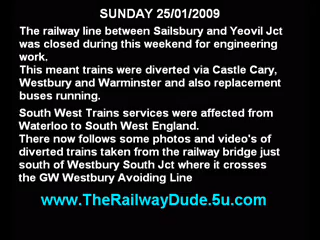 SUNDAY 25/01/2009
The railway line between Sailsbury and Yeovil Jct
was closed during this weekend for engineering
work.
This meant trains were diverted via Castle Cary,
Westbury and Warminster and also replacement
buses running.
South West Trains services were affected from
Waterloo to South West England.
There now follows some photos and video's of
diverted trains taken from the railway bridge just
south of Westbury South Jct where it crosses
the GW Westbury Avoiding Line
www.TheRailwayDude.5u.com